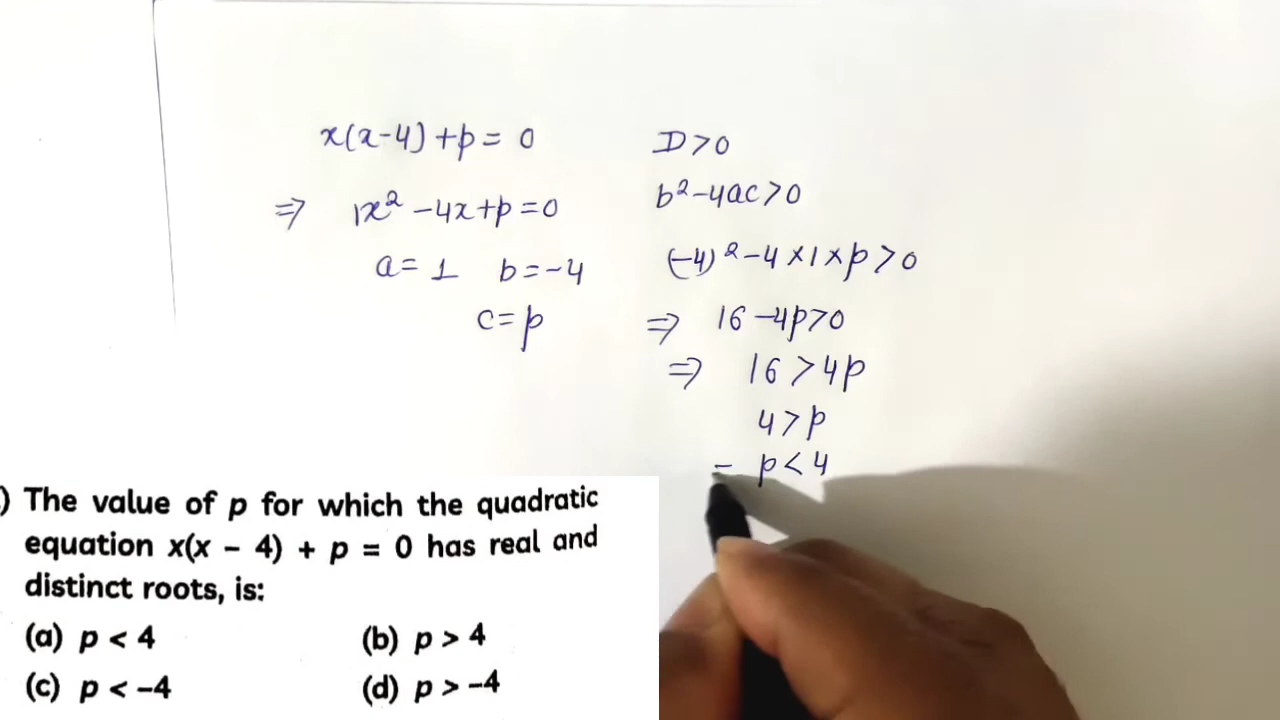 x(x-4)+p= 0
⇒ 1x² -4x+p=0
a= 1 b=-4
c= p
D>0
b²-4ac>0
(-4)²-4×1×p>0
⇒ 16-4p>0
⇒ 16>4p
4>p
- p<4
.) The value of p for which the quadratic
equation x(x – 4) + p = 0 has real and
distinct roots, is:
(a) p < 4 (b) p > 4
(c) p < –4 (d) p > –4